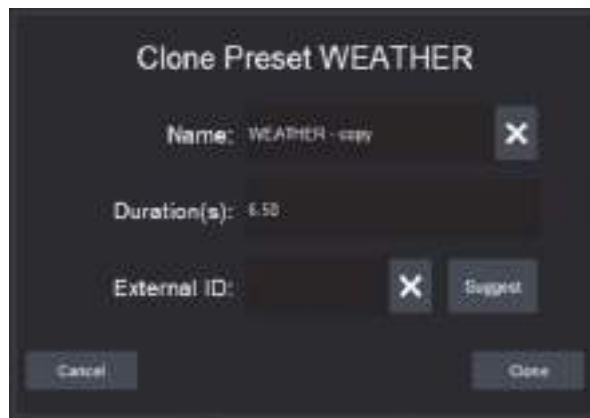 Clone Preset WEATHER
Name: WEATHER - copy
Duration(s): 6.50
External ID: Suggest
Cancel Clone